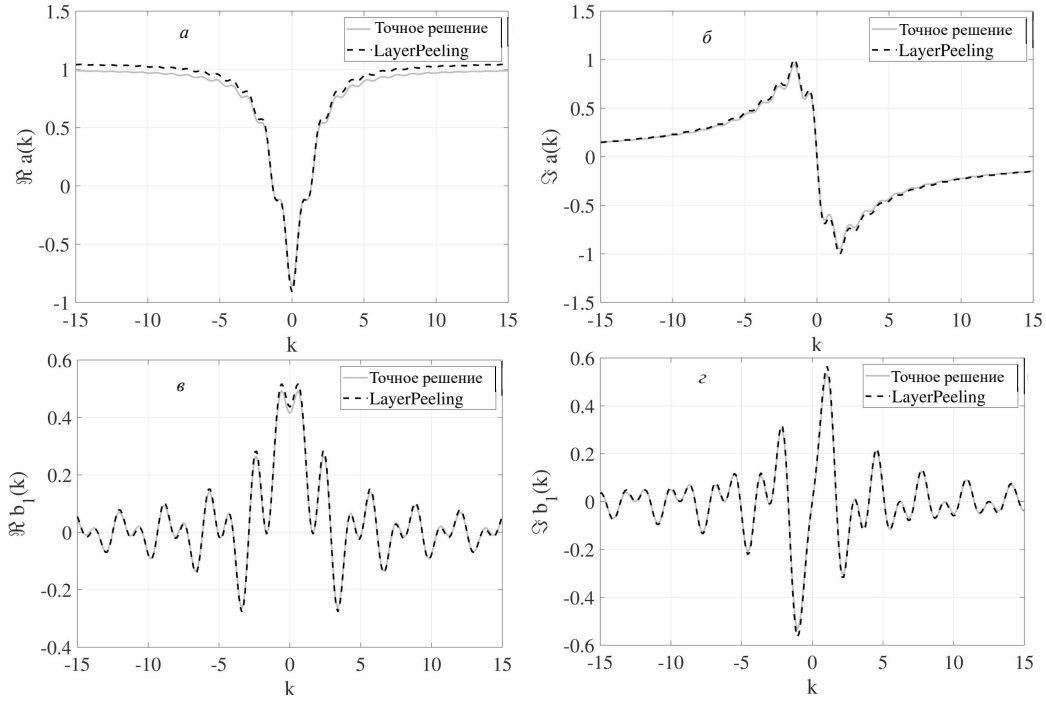 а
Точное решение
LayerPeeling
1.5
1
0.5
0
-0.5
-1
ℜ a(k)
-15 -10 -5 0 5 10 15
k
б
Точное решение
LayerPeeling
1.5
1
0.5
0
-0.5
-1
-1.5
ℑ a(k)
-15 -10 -5 0 5 10 15
k
в
Точное решение
LayerPeeling
0.6
0.4
0.2
0
-0.2
-0.4
ℜ b₁(k)
-15 -10 -5 0 5 10 15
k
г
Точное решение
LayerPeeling
0.6
0.4
0.2
0
-0.2
-0.4
-0.6
ℑ b₁(k)
-15 -10 -5 0 5 10 15
k